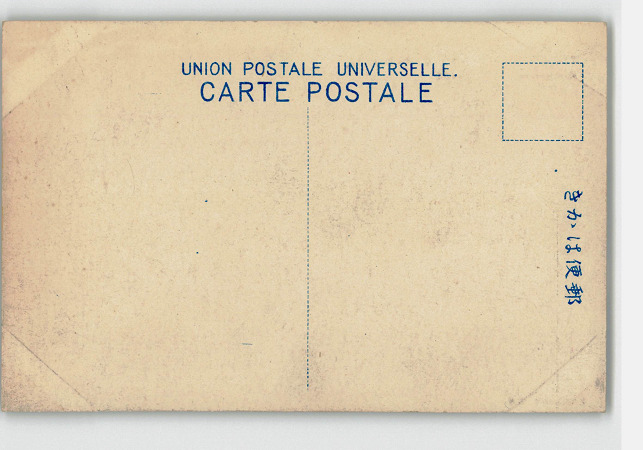 UNION POSTALE UNIVERSELLE.
CARTE POSTALE
きかは便郵